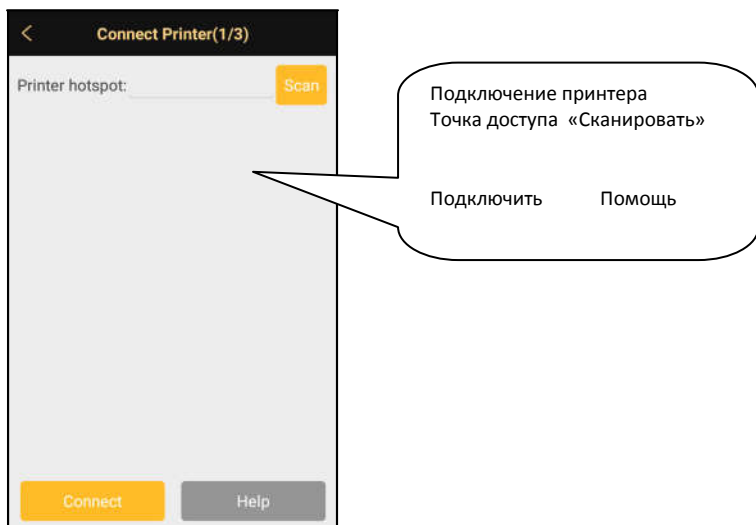 Connect Printer(1/3)
Printer hotspot: Scan
Подключение принтера
Точка доступа «Сканировать»
Подключить Помощь
Connect Help